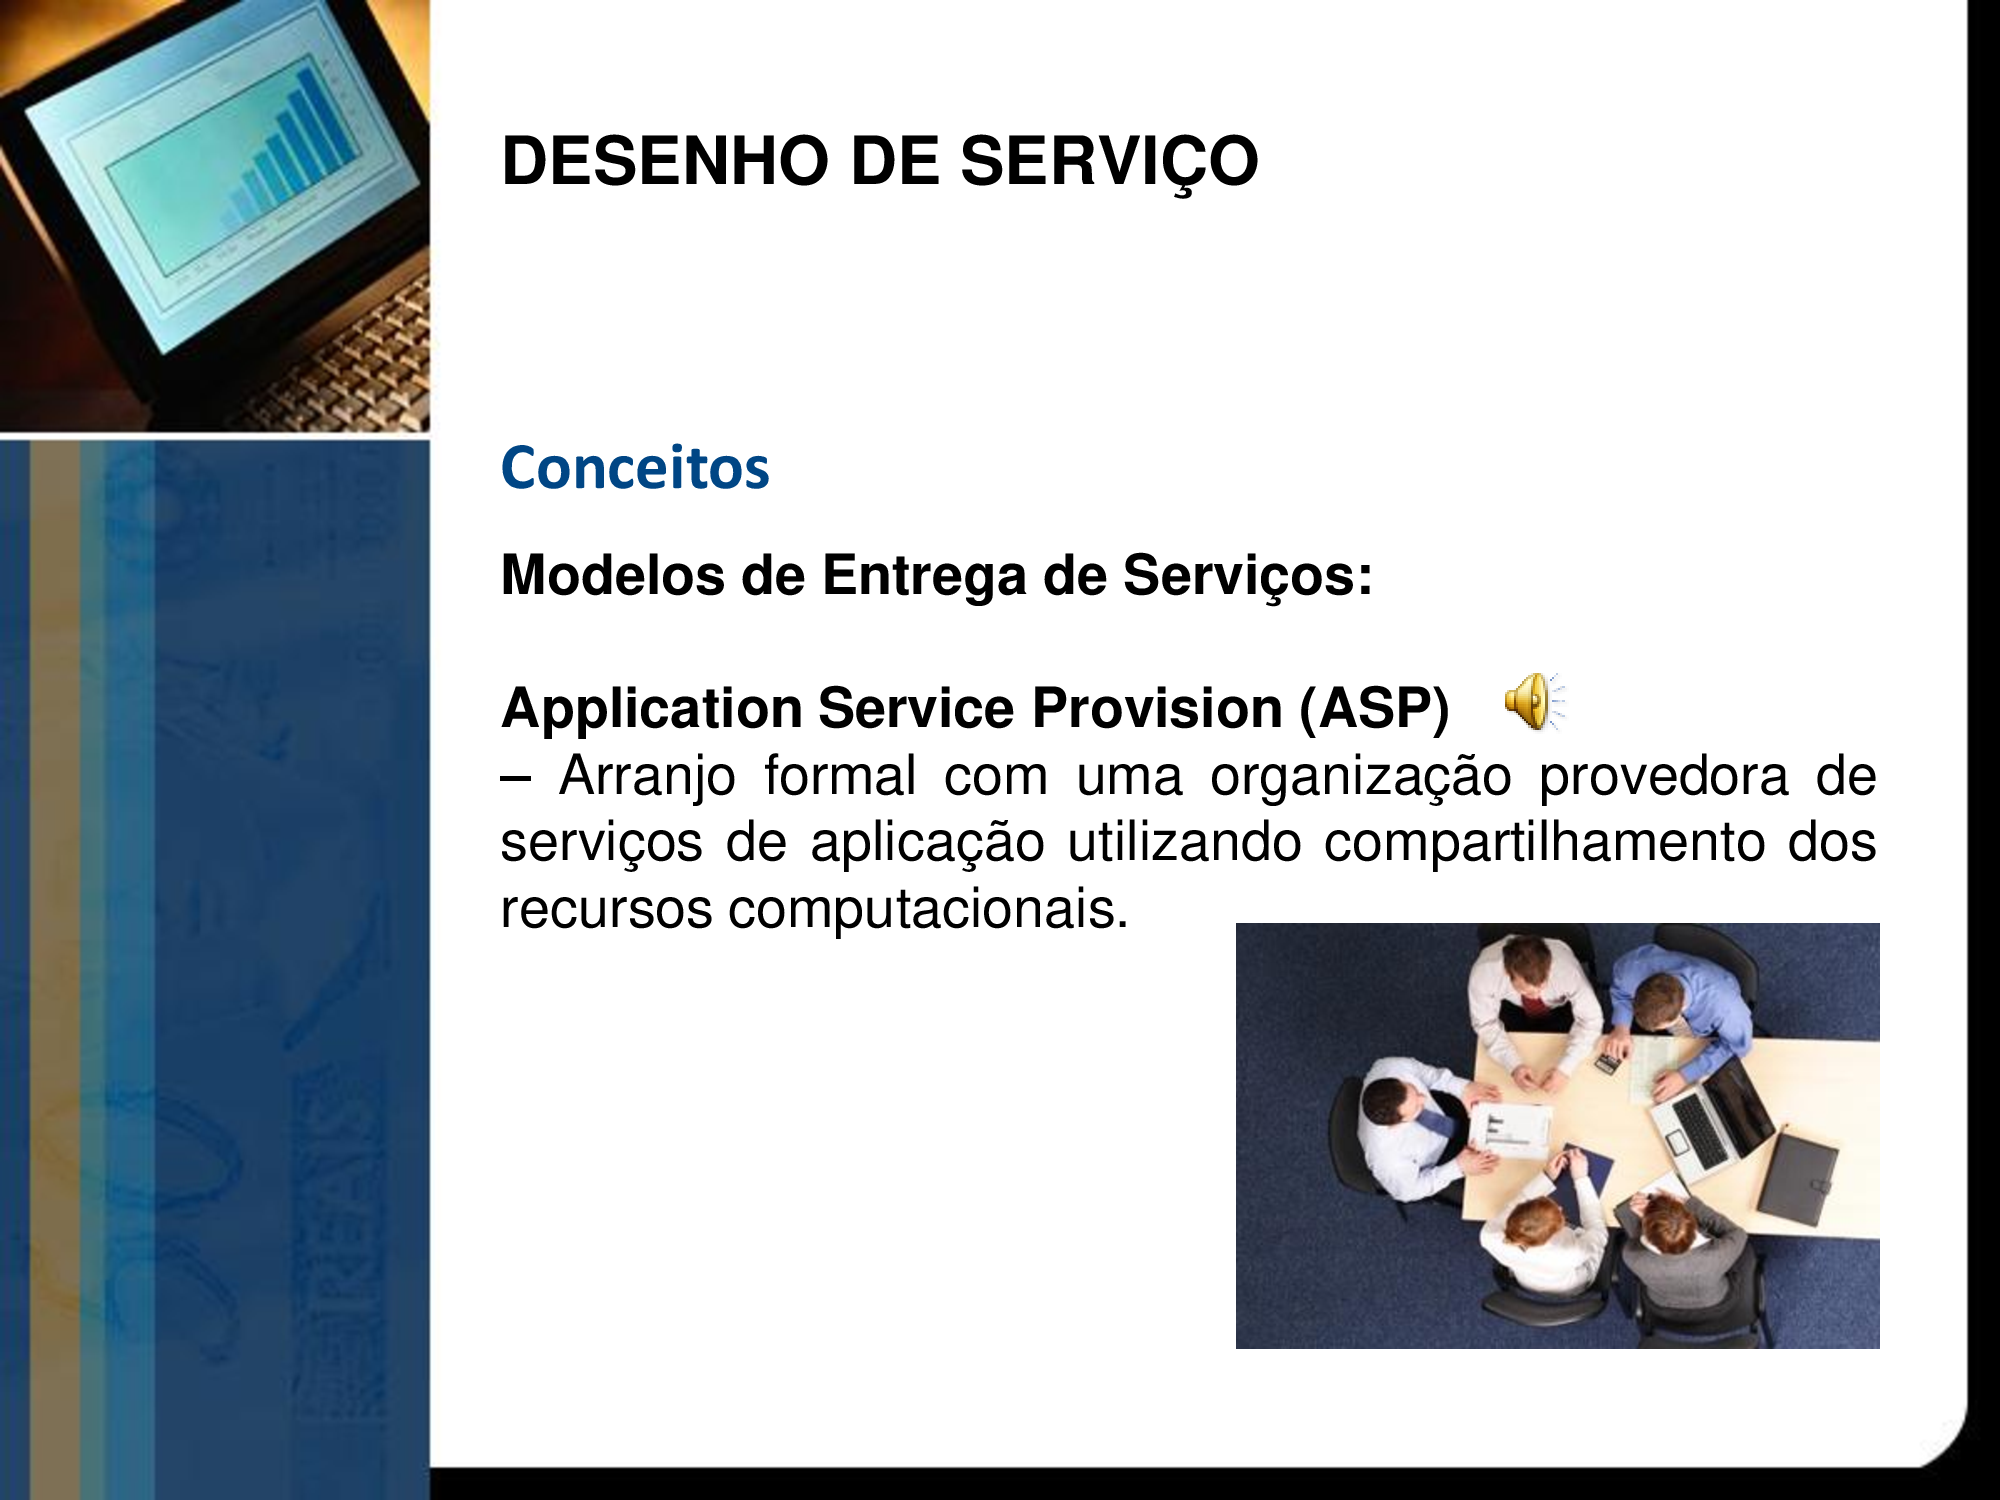 DESENHO DE SERVIÇO
Conceitos
Modelos de Entrega de Serviços:
Application Service Provision (ASP)
– Arranjo formal com uma organização provedora de
serviços de aplicação utilizando compartilhamento dos
recursos computacionais.
REAIS